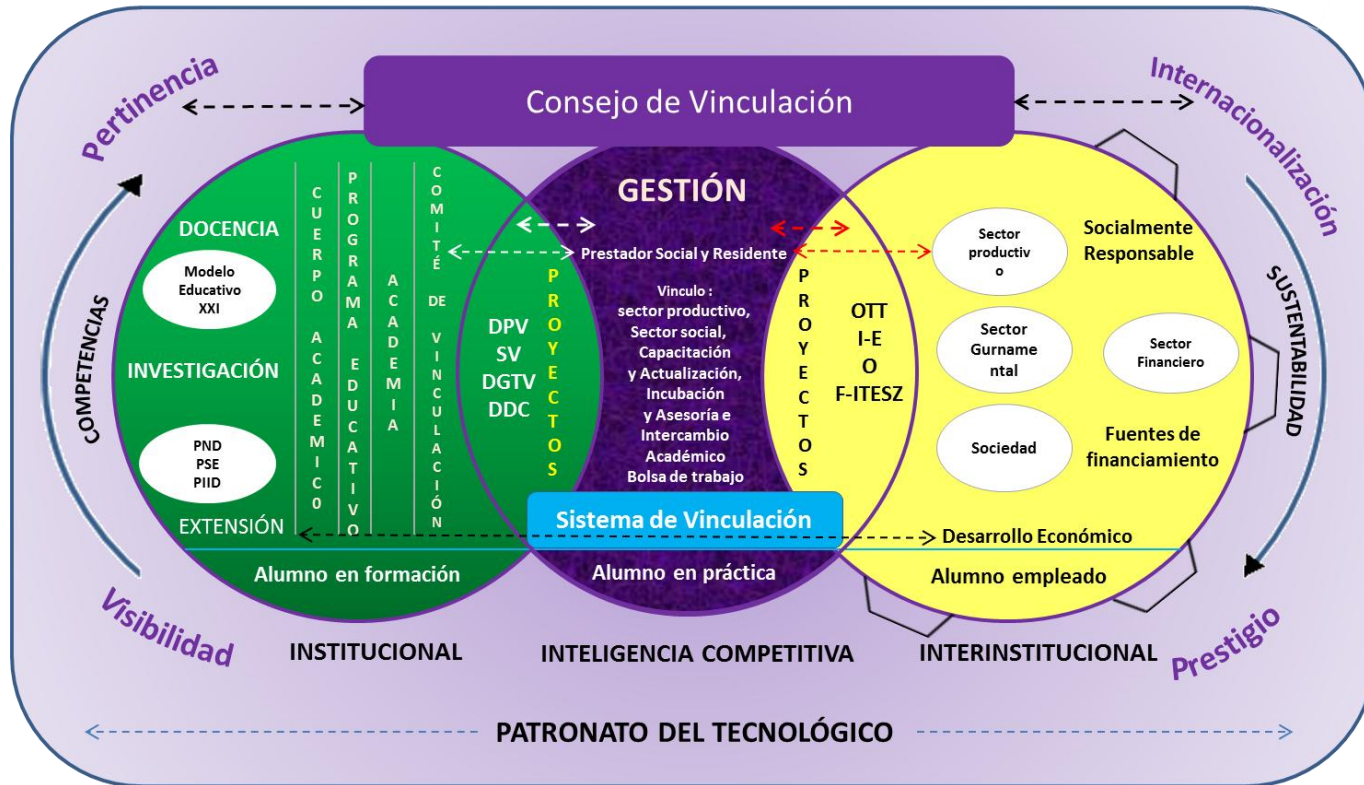 Consejo de Vinculación
Pertinencia
Internacionalización
COMPETENCIAS
SUSTENTABILIDAD
Visibilidad
Prestigio
DOCENCIA
Modelo
Educativo
XXI
INVESTIGACIÓN
PND
PSE
PIID
EXTENSIÓN
CUERPO ACADEMICO
PROGRAMA EDUCATIVO
ACADEMIA
COMITÉ DE VINCULACIÓN
DPV
SV
DGTV
DDC
PROYECTOS
GESTIÓN
Prestador Social y Residente
Vinculo :
sector productivo,
Sector social,
Capacitación
y Actualización,
Incubación
y Asesoría e
Intercambio
Académico
Bolsa de trabajo
Sistema de Vinculación
PROYECTOS
OTT
I-E
O
F-ITESZ
Sector
productiv
o
Socialmente
Responsable
Sector
Gurname
ntal
Sector
Financiero
Sociedad
Fuentes de
financiamiento
Desarrollo Económico
Alumno en formación
Alumno en práctica
Alumno empleado
INSTITUCIONAL
INTELIGENCIA COMPETITIVA
INTERINSTITUCIONAL
PATRONATO DEL TECNOLÓGICO